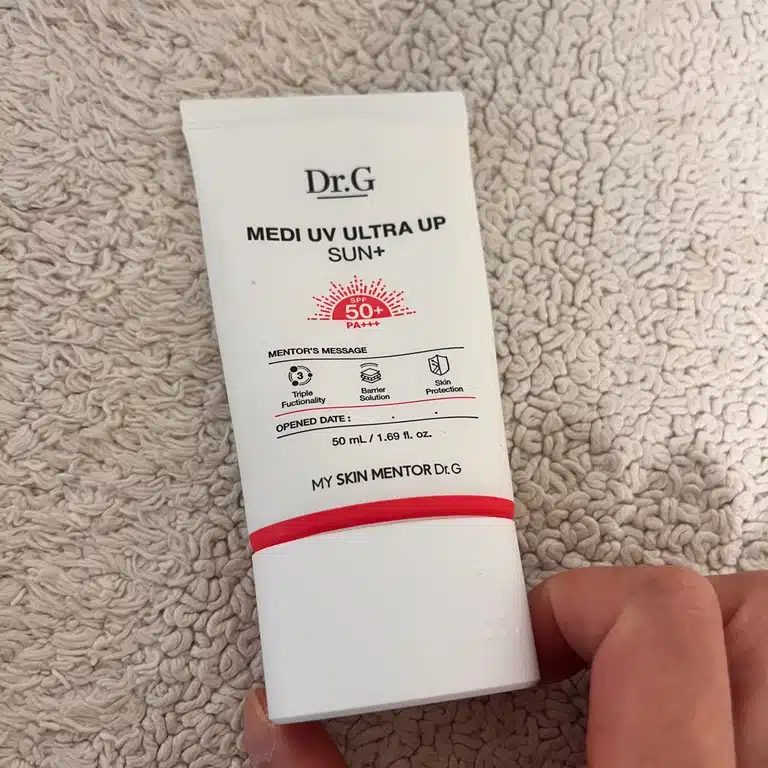 Dr.G
MEDI UV ULTRA UP
SUN+
SPF
50+
PA+++
MENTOR'S MESSAGE
3
Triple
Fuctionality
Barrier
Solution
Skin
Protection
OPENED DATE : . .
50 mL / 1.69 fl. oz.
MY SKIN MENTOR Dr.G